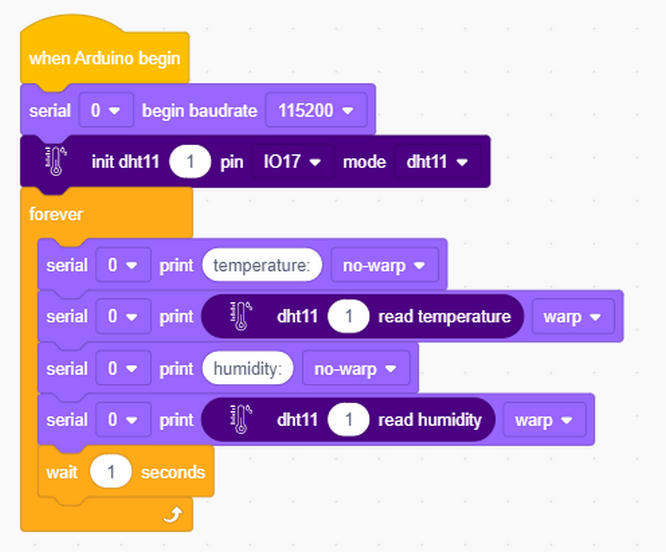 when Arduino begin
serial 0 begin baudrate 115200
init dht11 1 pin IO17 mode dht11
forever
serial 0 print temperature: no-warp
serial 0 print dht11 1 read temperature warp
serial 0 print humidity: no-warp
serial 0 print dht11 1 read humidity warp
wait 1 seconds